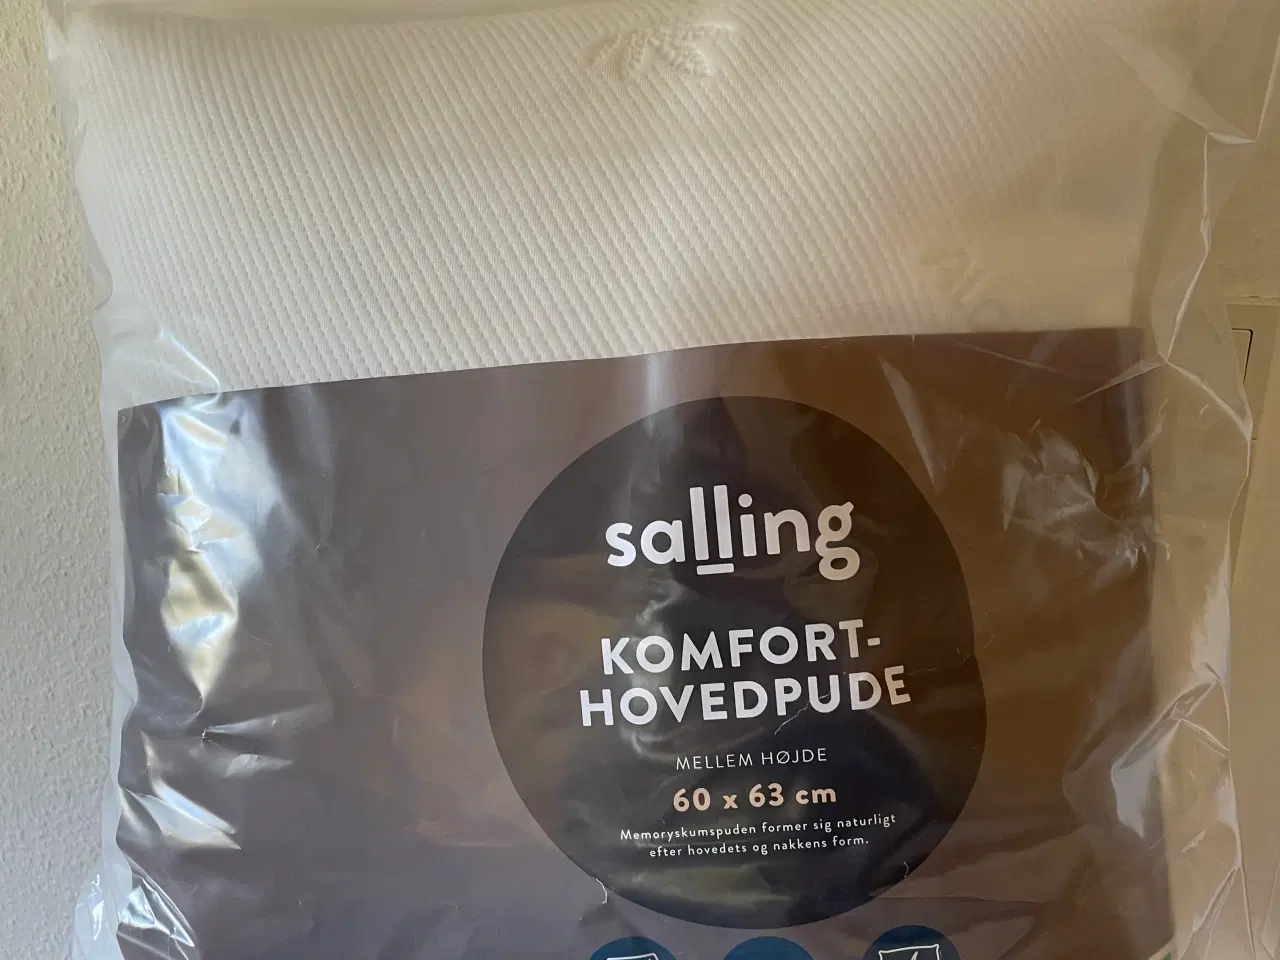 salling
KOMFORT-
HOVEDPUDE
MELLEM HØJDE
60 x 63 cm
Memoryskumspuden former sig naturligt
efter hovedets og nakkens form.